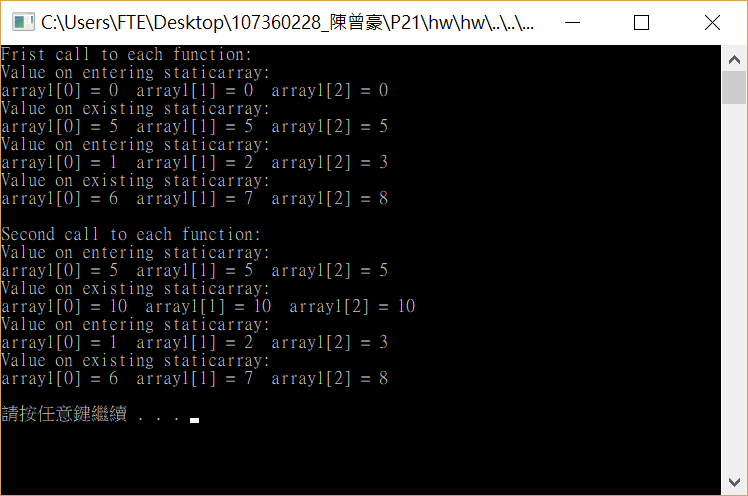 C:\Users\FTE\Desktop\107360228_陳曾豪\P21\hw\hw\..\..\...
Frist call to each function:
Value on entering staticarray:
array1[0] = 0  array1[1] = 0  array1[2] = 0
Value on existing staticarray:
array1[0] = 5  array1[1] = 5  array1[2] = 5
Value on entering staticarray:
array1[0] = 1  array1[1] = 2  array1[2] = 3
Value on existing staticarray:
array1[0] = 6  array1[1] = 7  array1[2] = 8
Second call to each function:
Value on entering staticarray:
array1[0] = 5  array1[1] = 5  array1[2] = 5
Value on existing staticarray:
array1[0] = 10  array1[1] = 10  array1[2] = 10
Value on entering staticarray:
array1[0] = 1  array1[1] = 2  array1[2] = 3
Value on existing staticarray:
array1[0] = 6  array1[1] = 7  array1[2] = 8
請按任意鍵繼續 . . .